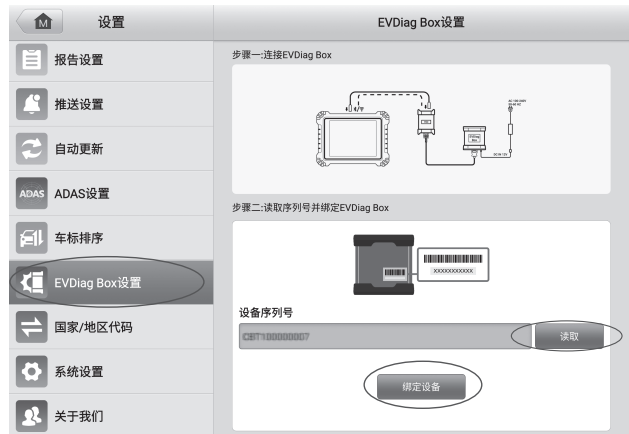 M
设置
EVDiag Box设置
报告设置
推送设置
自动更新
ADAS ADAS设置
车标排序
EVDiag Box设置
国家/地区代码
系统设置
关于我们
步骤一:连接EVDiag Box
VCI
EVDiag Box
步骤二:读取序列号并绑定EVDiag Box
XXXXXXXXXXX
设备序列号
读取
绑定设备